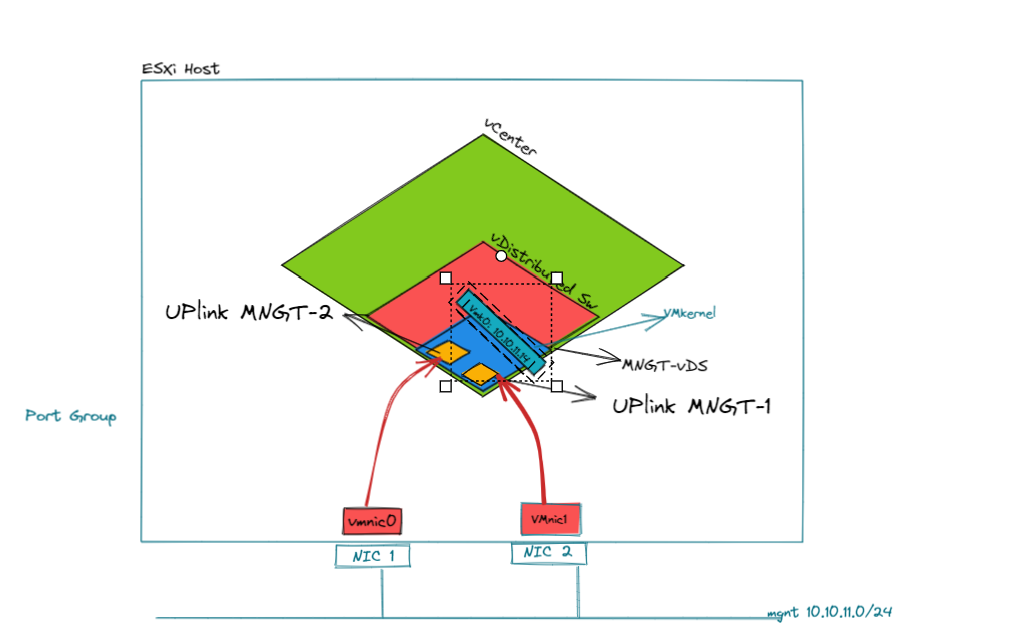 ESXi Host
vCenter
vDistributed Sw
UPlink MNGT-2
vmk0: 10.10.11.14
VMkernel
MNGT-vDS
UPlink MNGT-1
Port Group
vmnic0
VMnic1
NIC 1
NIC 2
mgnt 10.10.11.0/24